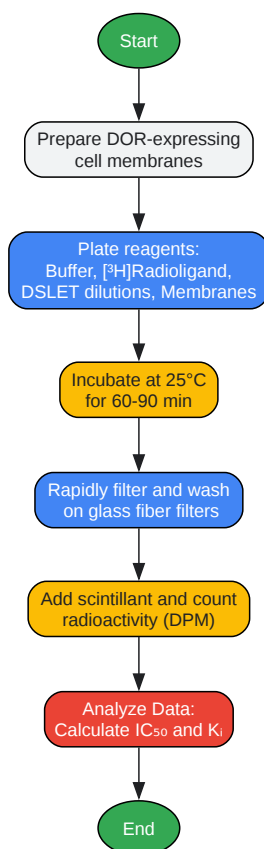 Start
Prepare DOR-expressing
cell membranes
Plate reagents:
Buffer, [³H]Radioligand,
DSLET dilutions, Membranes
Incubate at 25°C
for 60-90 min
Rapidly filter and wash
on glass fiber filters
Add scintillant and count
radioactivity (DPM)
Analyze Data:
Calculate IC₅₀ and Kᵢ
End